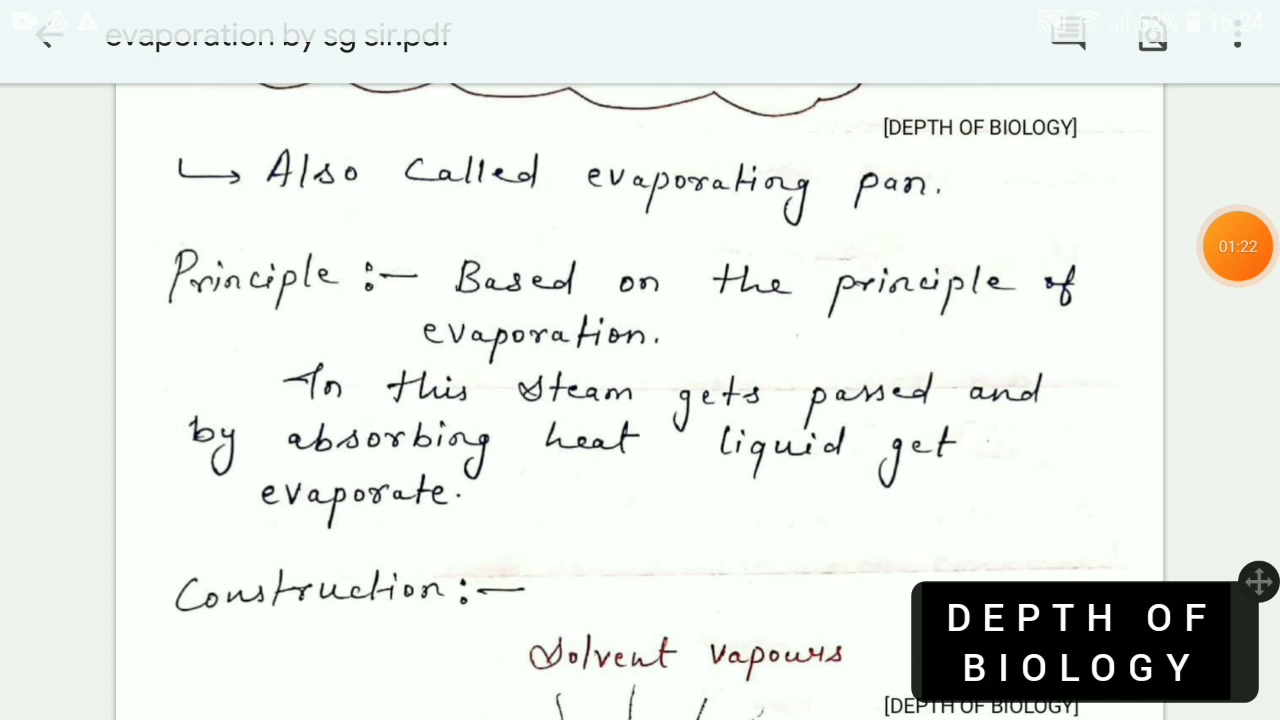 evaporation by sg sir.pdf
16:24
[DEPTH OF BIOLOGY]
↳ Also called evaporating pan.
Principle :— Based on the principle of
evaporation.
In this steam gets passed and
by absorbing heat liquid get
evaporate.
01:22
Construction :—
Solvent vapours
DEPTH OF
BIOLOGY
[DEPTH OF BIOLOGY]